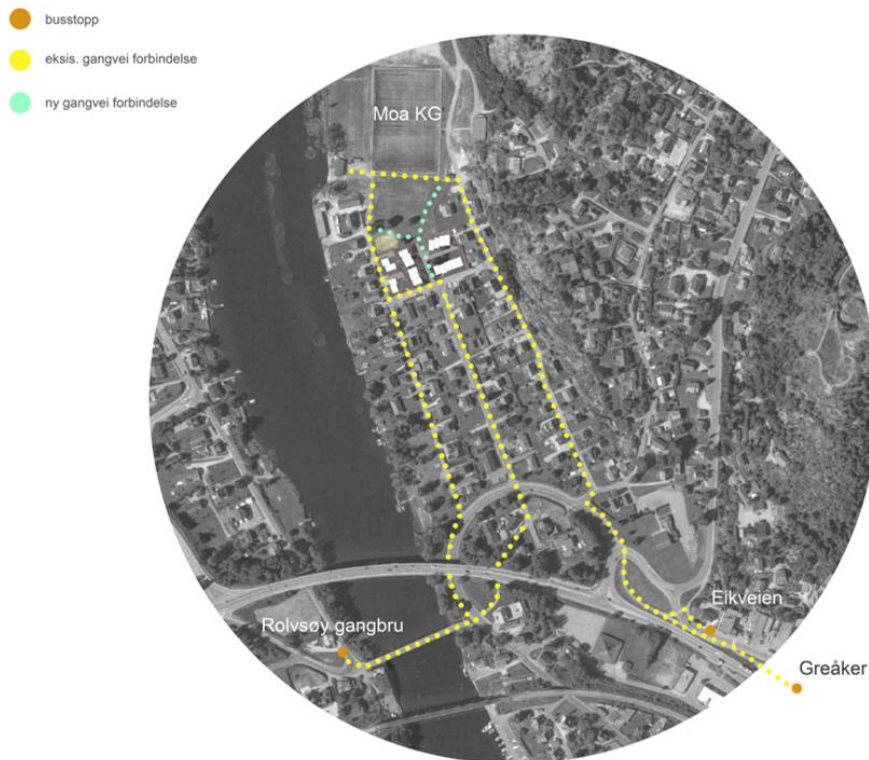 busstopp
eksis. gangvei forbindelse
ny gangvei forbindelse
Moa KG
Eikveien
Rolvsøy gangbru
Greåker